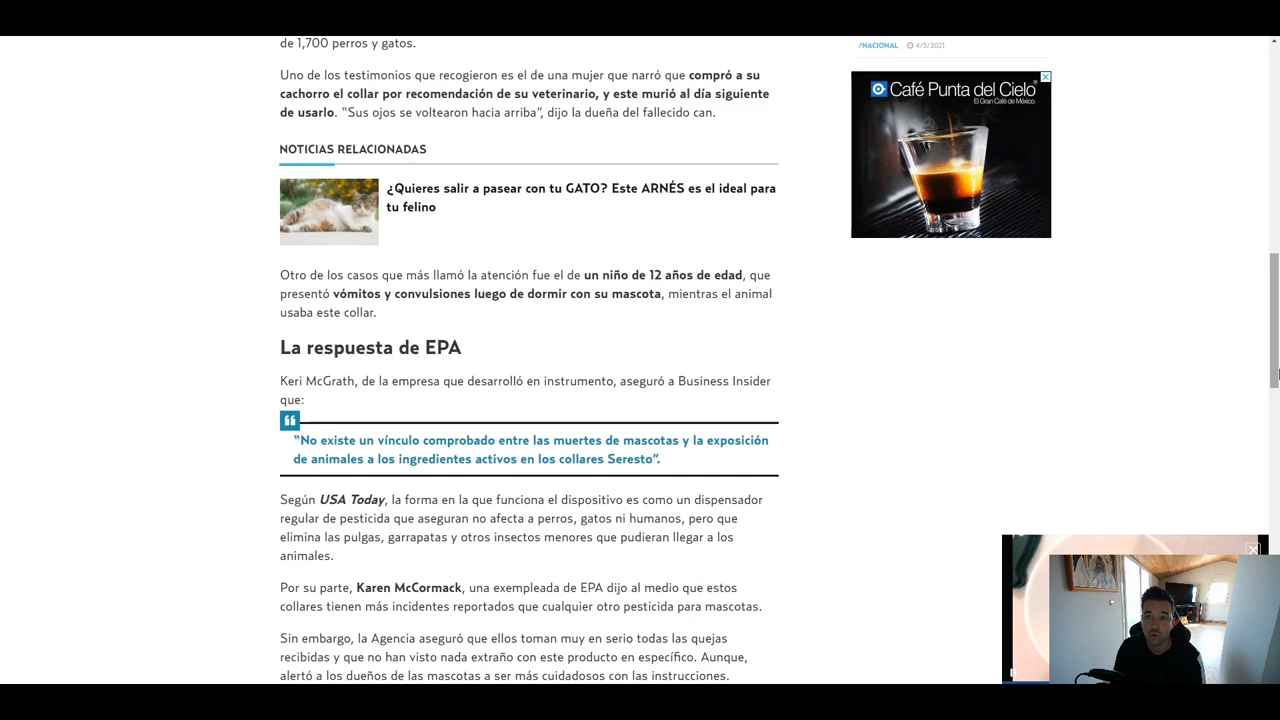 de 1,700 perros y gatos.
/NACIONAL 4/3/2021
Uno de los testimonios que recogieron es el de una mujer que narró que compró a su
cachorro el collar por recomendación de su veterinario, y este murió al día siguiente
de usarlo. “Sus ojos se voltearon hacia arriba”, dijo la dueña del fallecido can.
Café Punta del Cielo®
El Gran Café de México.
NOTICIAS RELACIONADAS
¿Quieres salir a pasear con tu GATO? Este ARNÉS es el ideal para
tu felino
Otro de los casos que más llamó la atención fue el de un niño de 12 años de edad, que
presentó vómitos y convulsiones luego de dormir con su mascota, mientras el animal
usaba este collar.
La respuesta de EPA
Keri McGrath, de la empresa que desarrolló en instrumento, aseguró a Business Insider
que:
“No existe un vínculo comprobado entre las muertes de mascotas y la exposición
de animales a los ingredientes activos en los collares Seresto”.
Según USA Today, la forma en la que funciona el dispositivo es como un dispensador
regular de pesticida que aseguran no afecta a perros, gatos ni humanos, pero que
elimina las pulgas, garrapatas y otros insectos menores que pudieran llegar a los
animales.
Por su parte, Karen McCormack, una exempleada de EPA dijo al medio que estos
collares tienen más incidentes reportados que cualquier otro pesticida para mascotas.
Sin embargo, la Agencia aseguró que ellos toman muy en serio todas las quejas
recibidas y que no han visto nada extraño con este producto en específico. Aunque,
alertó a los dueños de las mascotas a ser más cuidadosos con las instrucciones.